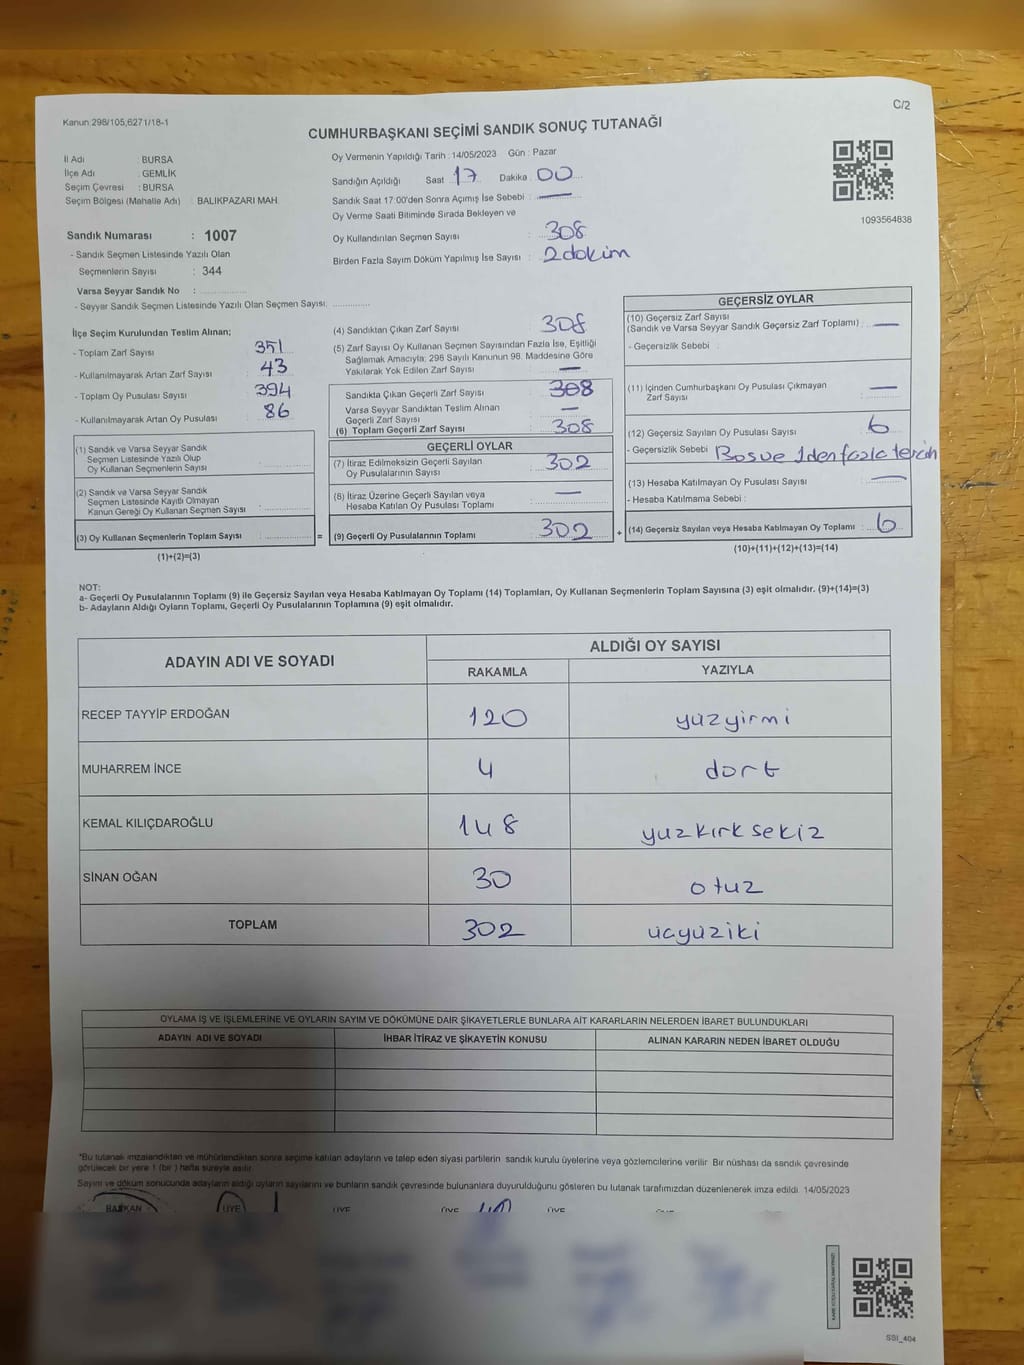 C/2
Kanun:298/105,6271/18-1
CUMHURBAŞKANI SEÇİMİ SANDIK SONUÇ TUTANAĞI
İl Adı BURSA
İlçe Adı : GEMLİK
Seçim Çevresi : BURSA
Seçim Bölgesi (Mahalle Adı) : BALIKPAZARI MAH.
Oy Vermenin Yapıldığı Tarih : 14/05/2023 Gün : Pazar
Sandığın Açıldığı Saat 17 Dakika 00
Sandık Saat 17:00'den Sonra Açımış İse Sebebi : —
Oy Verme Saati Bitiminde Sırada Bekleyen ve
Oy Kullandırılan Seçmen Sayısı : 308
Birden Fazla Sayım Döküm Yapılmış İse Sayısı : 2 dokim
1093564838
Sandık Numarası : 1007
- Sandık Seçmen Listesinde Yazılı Olan
Seçmenlerin Sayısı : 344
Varsa Seyyar Sandık No :
- Seyyar Sandık Seçmen Listesinde Yazılı Olan Seçmen Sayısı:
İlçe Seçim Kurulundan Teslim Alınan;
- Toplam Zarf Sayısı : 351
- Kullanılmayarak Artan Zarf Sayısı : 43
- Toplam Oy Pusulası Sayısı : 394
- Kullanılmayarak Artan Oy Pusulası : 86
(1) Sandık ve Varsa Seyyar Sandık
Seçmen Listesinde Yazılı Olup
Oy Kullanan Seçmenlerin Sayısı :
(2) Sandık ve Varsa Seyyar Sandık
Seçmen Listesinde Kayıtlı Olmayan
Kanun Gereği Oy Kullanan Seçmen Sayısı :
(3) Oy Kullanan Seçmenlerin Toplam Sayısı : =
(1)+(2)=(3)
(4) Sandıktan Çıkan Zarf Sayısı : 308
(5) Zarf Sayısı Oy Kullanan Seçmen Sayısından Fazla İse, Eşitliği
Sağlamak Amacıyla; 298 Sayılı Kanunun 98. Maddesine Göre
Yakılarak Yok Edilen Zarf Sayısı : —
Sandıkta Çıkan Geçerli Zarf Sayısı : 308
Varsa Seyyar Sandıktan Teslim Alınan
Geçerli Zarf Sayısı : —
(6) Toplam Geçerli Zarf Sayısı : 308
GEÇERLİ OYLAR
(7) İtiraz Edilmeksizin Geçerli Sayılan
Oy Pusulalarının Sayısı : 302
(8) İtiraz Üzerine Geçerli Sayılan veya
Hesaba Katılan Oy Pusulası Toplamı : —
(9) Geçerli Oy Pusulalarının Toplamı : 302 +
GEÇERSİZ OYLAR
(10) Geçersiz Zarf Sayısı
(Sandık ve Varsa Seyyar Sandık Geçersiz Zarf Toplamı) : —
- Geçersizlik Sebebi :
(11) İçinden Cumhurbaşkanı Oy Pusulası Çıkmayan
Zarf Sayısı : —
(12) Geçersiz Sayılan Oy Pusulası Sayısı : 6
- Geçersizlik Sebebi : Bosve 1den fazla tercih
(13) Hesaba Katılmayan Oy Pusulası Sayısı : —
- Hesaba Katılmama Sebebi :
(14) Geçersiz Sayılan veya Hesaba Katılmayan Oy Toplamı : 6
(10)+(11)+(12)+(13)=(14)
NOT:
a- Geçerli Oy Pusulalarının Toplamı (9) ile Geçersiz Sayılan veya Hesaba Katılmayan Oy Toplamı (14) Toplamları, Oy Kullanan Seçmenlerin Toplam Sayısına (3) eşit olmalıdır. (9)+(14)=(3)
b- Adayların Aldığı Oyların Toplamı, Geçerli Oy Pusulalarının Toplamına (9) eşit olmalıdır.
ADAYIN ADI VE SOYADI ALDIĞI OY SAYISI
RAKAMLA YAZIYLA
RECEP TAYYİP ERDOĞAN 120 yüzyirmi
MUHARREM İNCE 4 dört
KEMAL KILIÇDAROĞLU 148 yuzkırksekiz
SİNAN OĞAN 30 otuz
TOPLAM 302 ucyüziki
OYLAMA İŞ VE İŞLEMLERİNE VE OYLARIN SAYIM VE DÖKÜMÜNE DAİR ŞİKAYETLERLE BUNLARA AİT KARARLARIN NELERDEN İBARET BULUNDUKLARI
ADAYIN ADI VE SOYADI İHBAR İTİRAZ VE ŞİKAYETİN KONUSU ALINAN KARARIN NEDEN İBARET OLDUĞU
*Bu tutanak imzalandıktan ve mühürlendikten sonra seçime katılan adayların ve talep eden siyasi partilerin sandık kurulu üyelerine veya gözlemcilerine verilir. Bir nüshası da sandık çevresinde
görülecek bir yere 1 (bir ) hafta süreyle asılır.
Sayım ve döküm sonucunda adayların aldığı oyların sayılarını ve bunların sandık çevresinde bulunanlara duyurulduğunu gösteren bu tutanak tarafımızdan düzenlenerek imza edildi. 14/05/2023
BAŞKAN ÜYE ÜYE ÜYE ÜYE
SSI_404